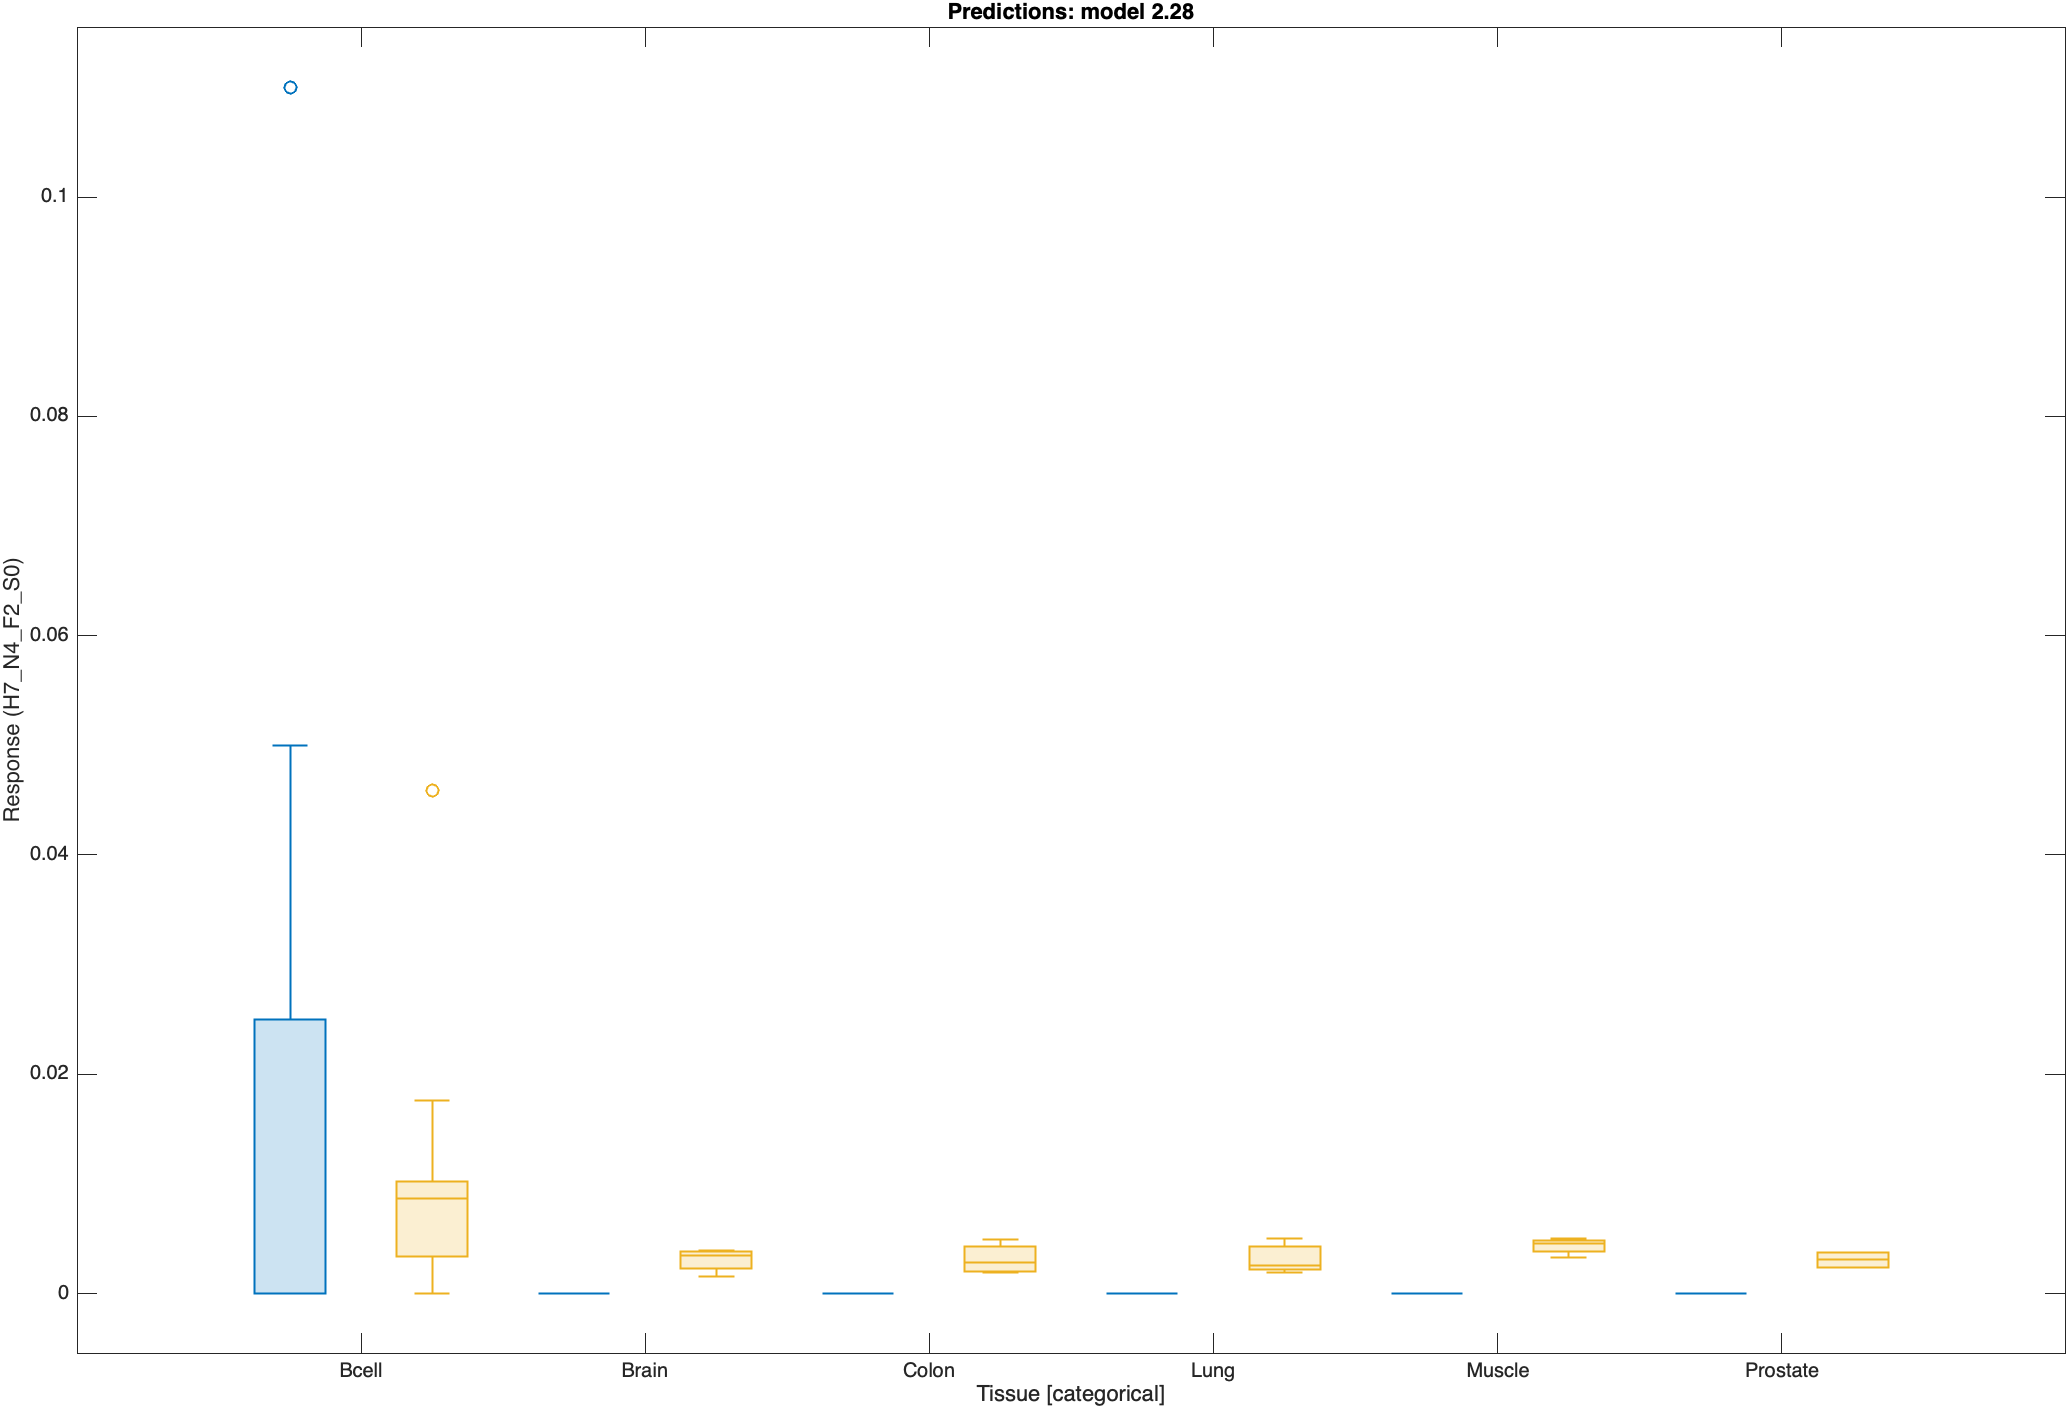 Predictions: model 2.28
0.1
0.08
0.06
0.04
0.02
0
Response (H7_N4_F2_S0)
Bcell
Brain
Colon
Lung
Muscle
Prostate
Tissue [categorical]